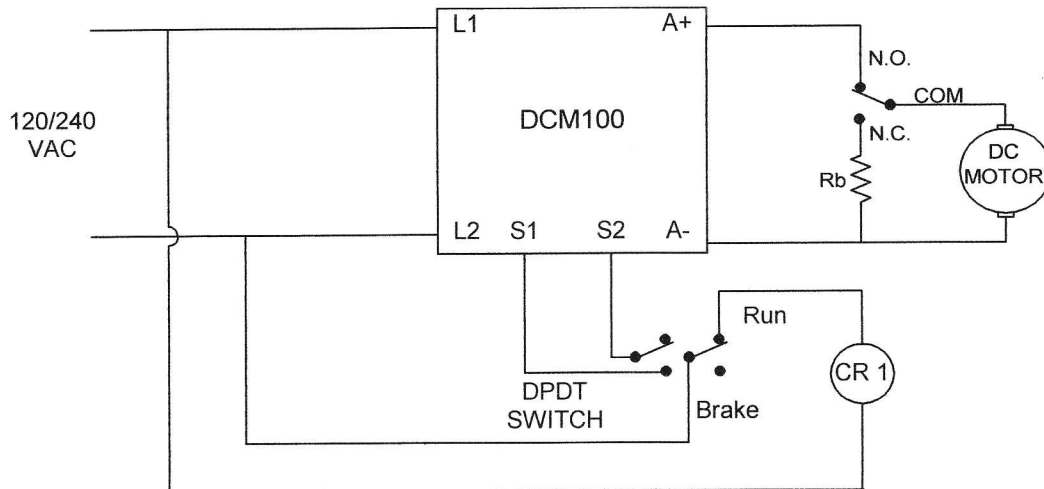 L1
A+
N.O.
COM
120/240
VAC
DCM100
N.C.
DC
MOTOR
Rb
L2 S1 S2 A-
Run
CR 1
DPDT
SWITCH
Brake